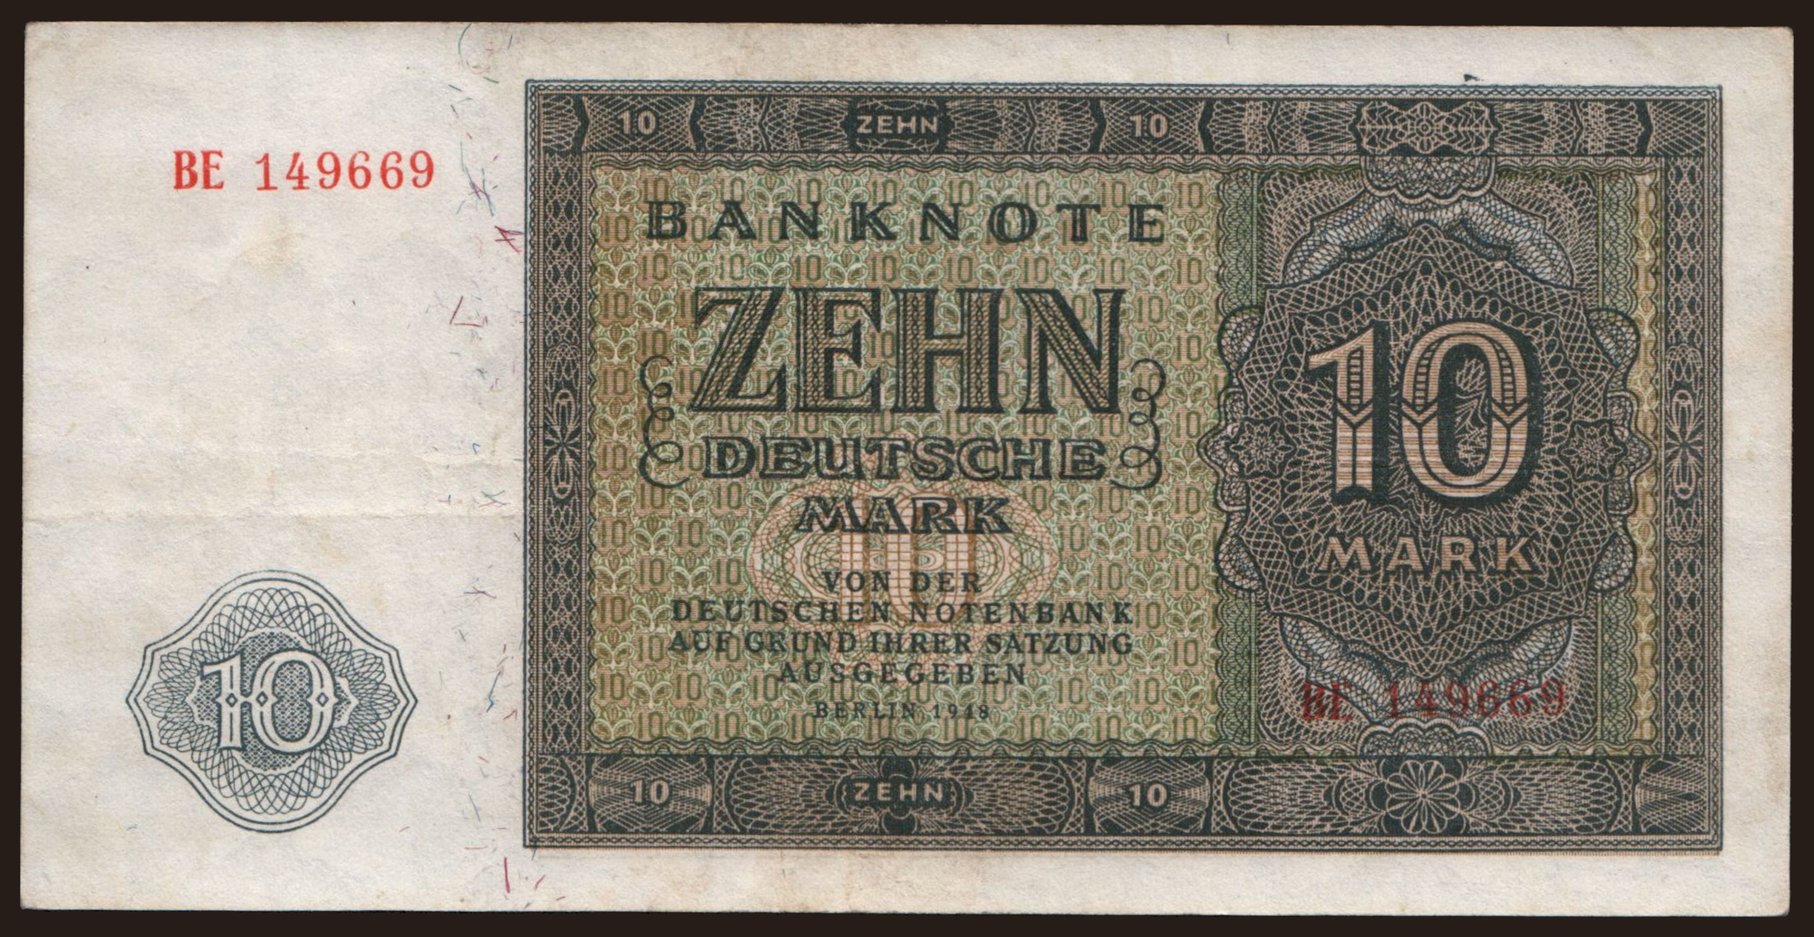 BE 149669
10 ZEHN 10
BANKNOTE
ZEHN
DEUTSCHE
MARK
10
VON DER
DEUTSCHEN NOTENBANK
AUF GRUND IHRER SATZUNG
AUSGEGEBEN
BERLIN 1948
10
MARK
BE 149669
10
10 ZEHN 10